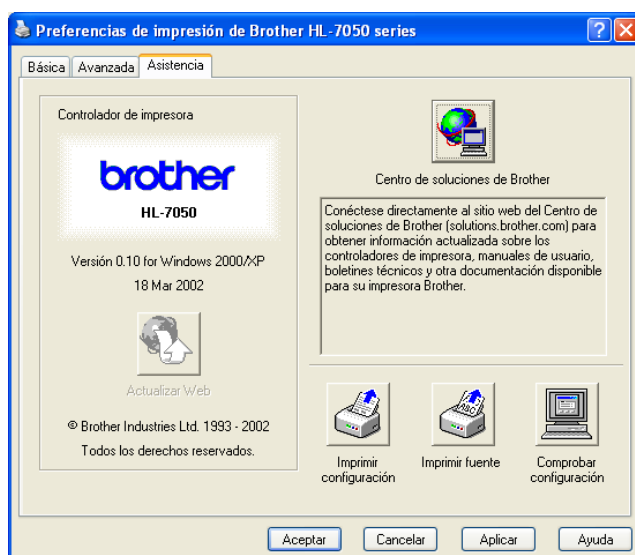 Preferencias de impresión de Brother HL-7050 series
Básica
Avanzada
Asistencia
Controlador de impresora
brother
HL-7050
Versión 0.10 for Windows 2000/XP
18 Mar 2002
Actualizar Web
© Brother Industries Ltd. 1993 - 2002
Todos los derechos reservados.
Centro de soluciones de Brother
Conéctese directamente al sitio web del Centro de
soluciones de Brother (solutions.brother.com) para
obtener información actualizada sobre los
controladores de impresora, manuales de usuario,
boletines técnicos y otra documentación disponible
para su impresora Brother.
Imprimir
configuración
ABC
Imprimir fuente
Comprobar
configuración
Aceptar
Cancelar
Aplicar
Ayuda